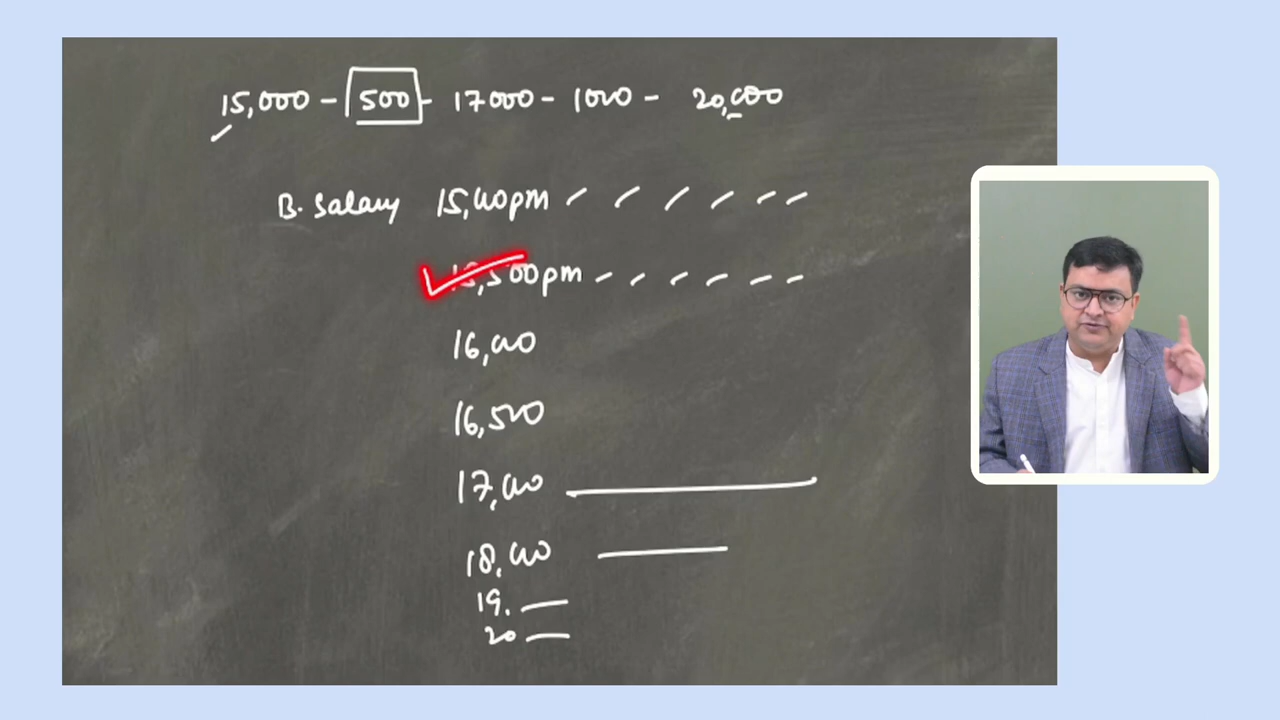 15,000 - 500 - 17000 - 1000 - 20,000
B. Salary 15,000pm
15,500pm
16,000
16,500
17,000
18,000
19.
20